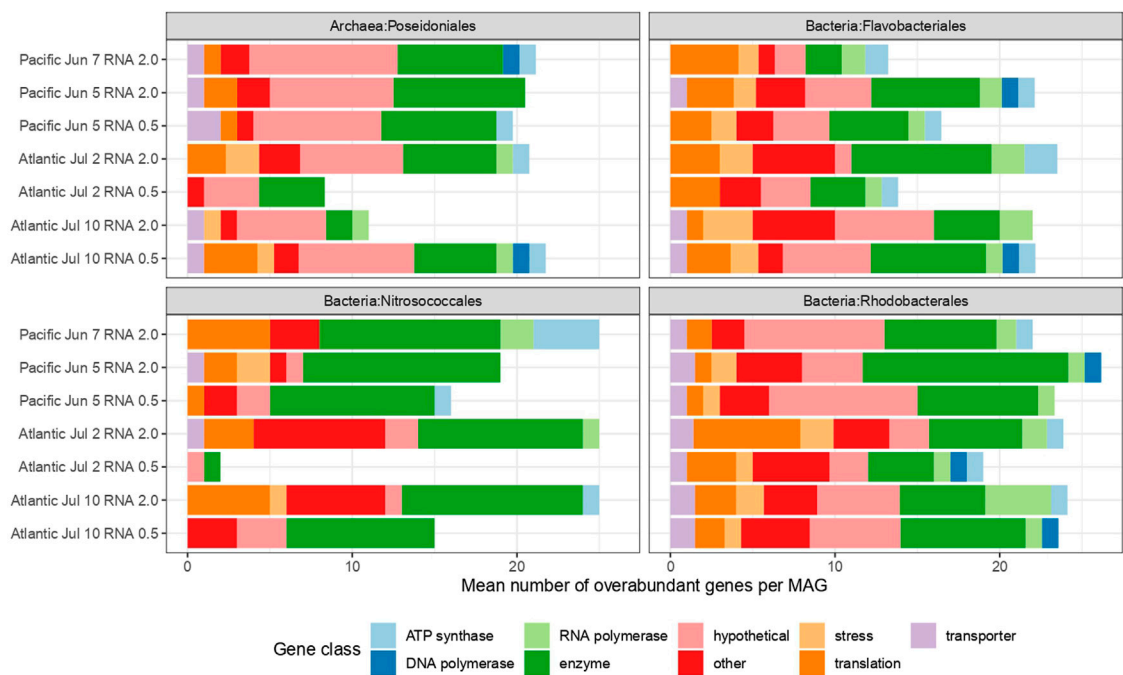 Archaea:Poseidoniales
Bacteria:Flavobacteriales
Pacific Jun 7 RNA 2.0
Pacific Jun 5 RNA 2.0
Pacific Jun 5 RNA 0.5
Atlantic Jul 2 RNA 2.0
Atlantic Jul 2 RNA 0.5
Atlantic Jul 10 RNA 2.0
Atlantic Jul 10 RNA 0.5
Bacteria:Nitrosococcales
Bacteria:Rhodobacterales
Pacific Jun 7 RNA 2.0
Pacific Jun 5 RNA 2.0
Pacific Jun 5 RNA 0.5
Atlantic Jul 2 RNA 2.0
Atlantic Jul 2 RNA 0.5
Atlantic Jul 10 RNA 2.0
Atlantic Jul 10 RNA 0.5
0 10 20 0 10 20
Mean number of overabundant genes per MAG
Gene class
ATP synthase RNA polymerase hypothetical stress transporter
DNA polymerase enzyme other translation